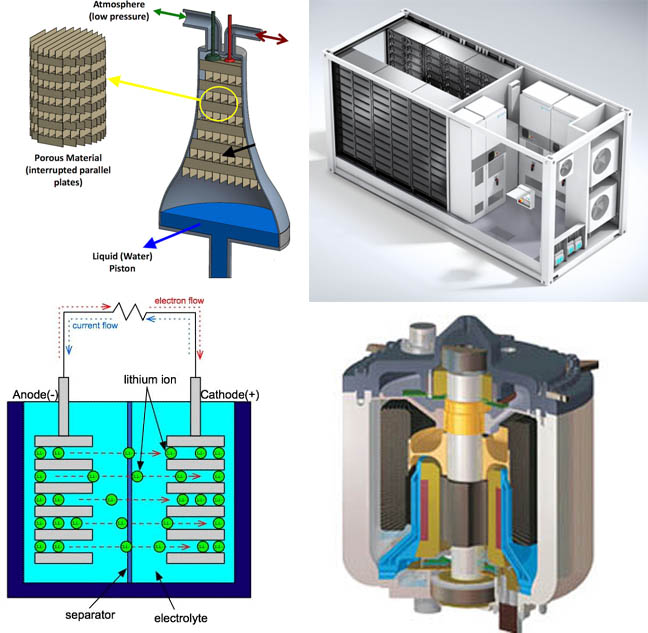 Atmosphere
(low pressure)
Porous Material
(interrupted parallel
plates)
Liquid (Water)
Piston
electron flow
current flow
lithium ion
Anode(-)
Cathode(+)
separator
electrolyte